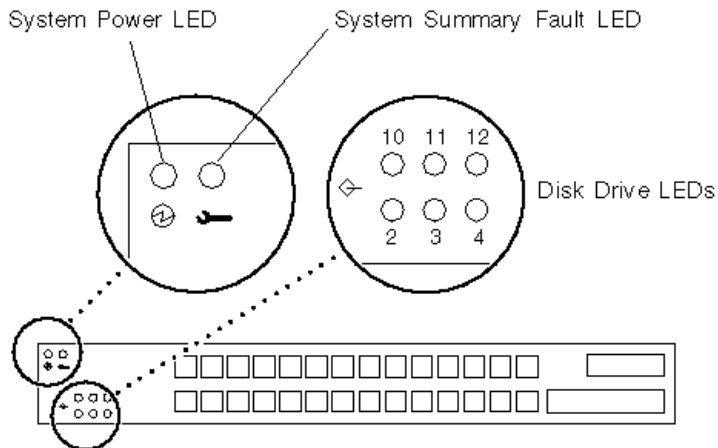 System Power LED
System Summary Fault LED
10 11 12
Disk Drive LEDs
2 3 4